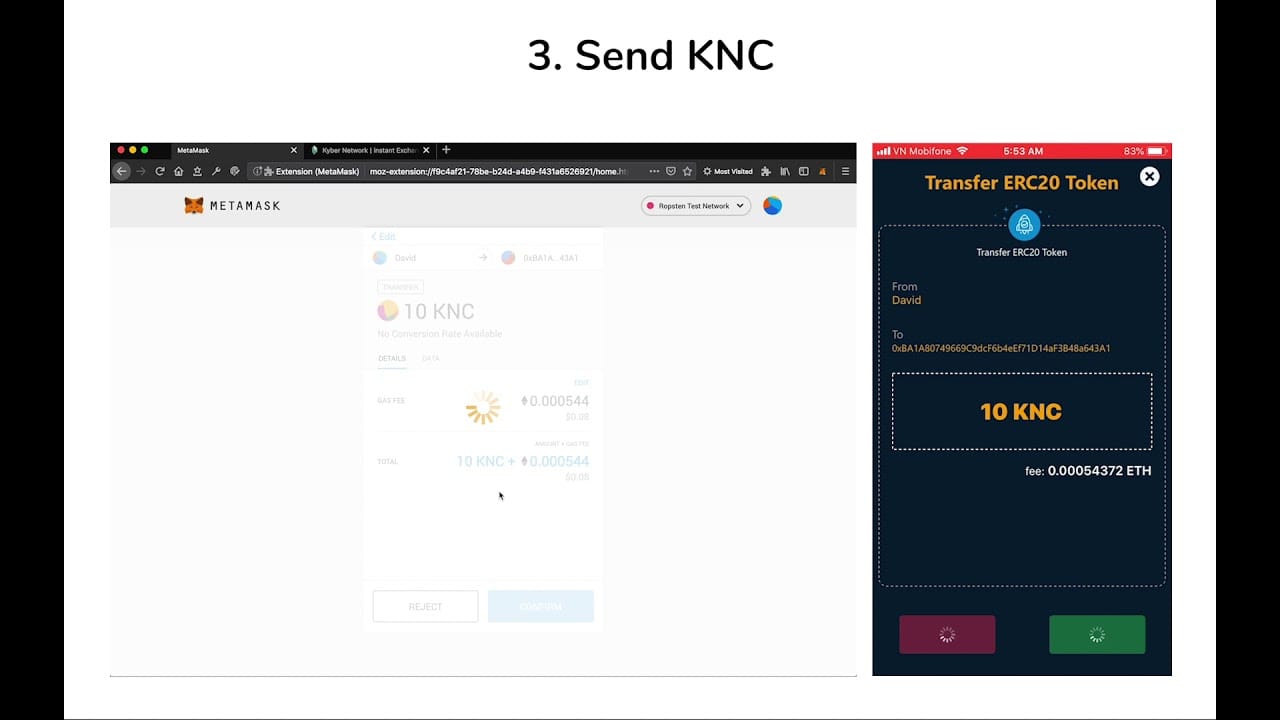 3. Send KNC
MetaMask
Kyber Network | Instant Exchan
Extension (MetaMask)
moz-extension://f9c4af21-78be-b24d-a4b9-f431a6526921/home.ht
Most Visited
METAMASK
Ropsten Test Network
< Edit
David
0xBA1A...43A1
TRANSFER
10 KNC
No Conversion Rate Available
DETAILS
DATA
EDIT
GAS FEE
0.000544
$0.08
AMOUNT + GAS FEE
TOTAL
10 KNC + 0.000544
$0.08
REJECT
CONFIRM
VN Mobifone
5:53 AM
83%
Transfer ERC20 Token
Transfer ERC20 Token
From
David
To
0xBA1A80749669C9dcF6b4eEf71D14aF3B48a643A1
10 KNC
fee: 0.00054372 ETH